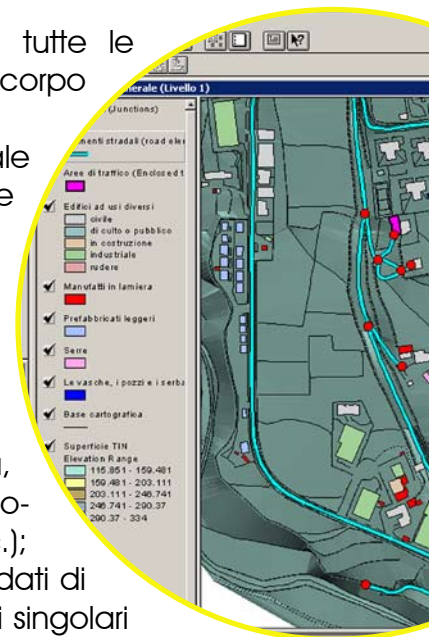 tutte le
corpo
erale (Livello 1)
(Junctions)
ale
menti stradali (road elem
e
Aree di traffico (Enclosed t
Edifici ad usi diversi
civile
di culto o pubblico
in costruzione
industriale
rudere
Manufatti in lamiera
Prefabbricati leggeri
Serre
Le vasche, i pozzi e i serba
Base cartografica
Superficie TIN
Elevation Range
115.851 - 159.481
159.481 - 203.111
203.111 - 246.741
246.741 - 290.37
290.37 - 334
,
o-
.);
dati di
i singolari